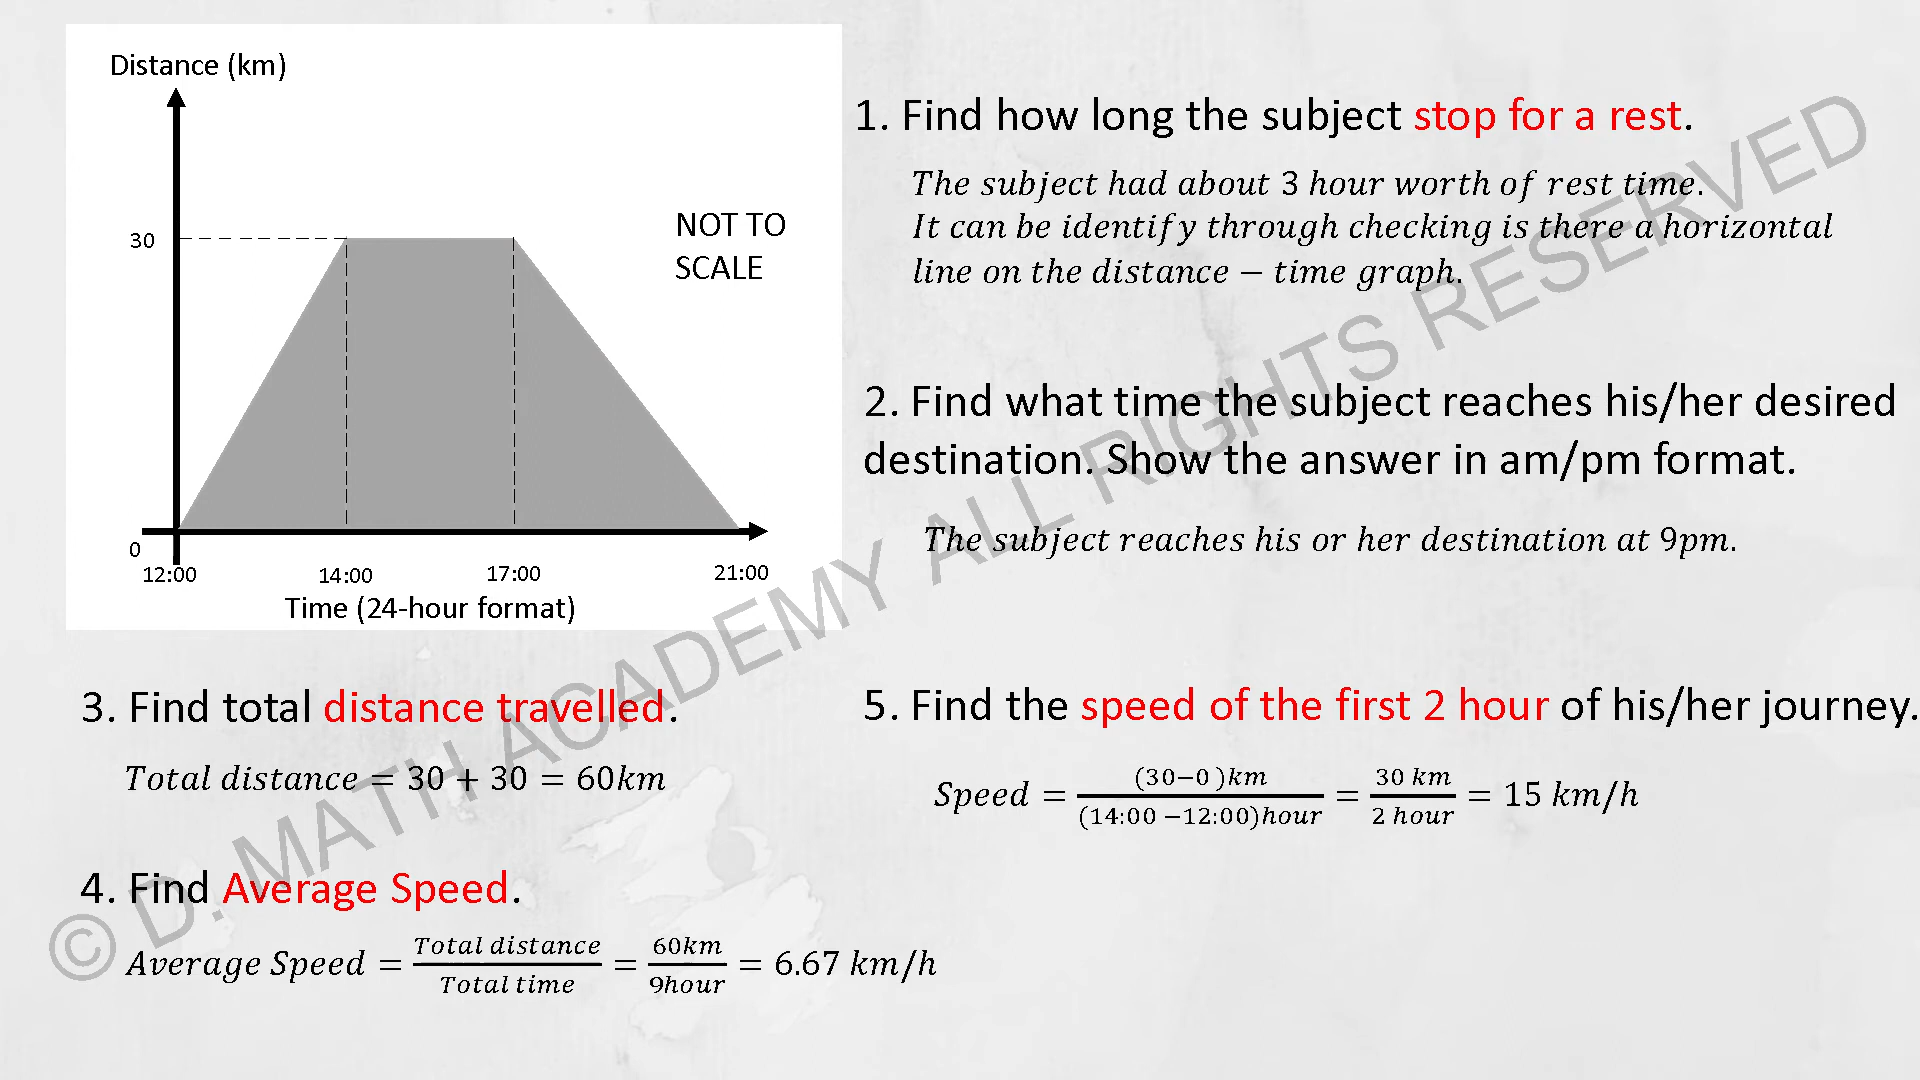 Distance (km)
30
NOT TO
SCALE
0
12:00
14:00
17:00
21:00
Time (24-hour format)
1. Find how long the subject stop for a rest.
The subject had about 3 hour worth of rest time.
It can be identify through checking is there a horizontal
line on the distance − time graph.
2. Find what time the subject reaches his/her desired
destination. Show the answer in am/pm format.
The subject reaches his or her destination at 9pm.
3. Find total distance travelled.
Total distance = 30 + 30 = 60km
4. Find Average Speed.
Average Speed = Total distance / Total time = 60km / 9hour = 6.67 km/h
5. Find the speed of the first 2 hour of his/her journey.
Speed = (30−0 )km / (14:00 −12:00)hour = 30 km / 2 hour = 15 km/h
© D. MATH ACADEMY ALL RIGHTS RESERVED